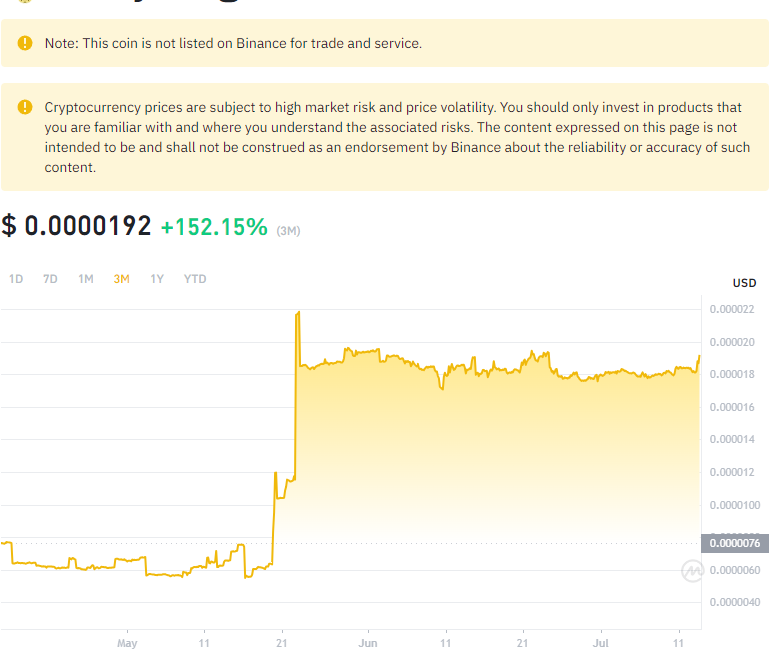 Note: This coin is not listed on Binance for trade and service.
Cryptocurrency prices are subject to high market risk and price volatility. You should only invest in products that
you are familiar with and where you understand the associated risks. The content expressed on this page is not
intended to be and shall not be construed as an endorsement by Binance about the reliability or accuracy of such
content.
$ 0.0000192 +152.15% (3M)
1D 7D 1M 3M 1Y YTD
USD
0.000022
0.000020
0.000018
0.000016
0.000014
0.000012
0.0000100
0.0000076
0.0000060
0.0000040
May 11 21 Jun 11 21 Jul 11